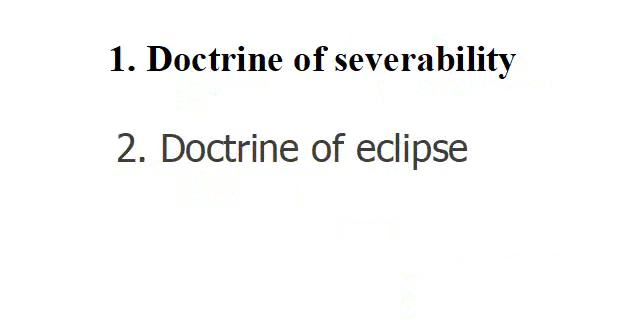 1. Doctrine of severability
2. Doctrine of eclipse